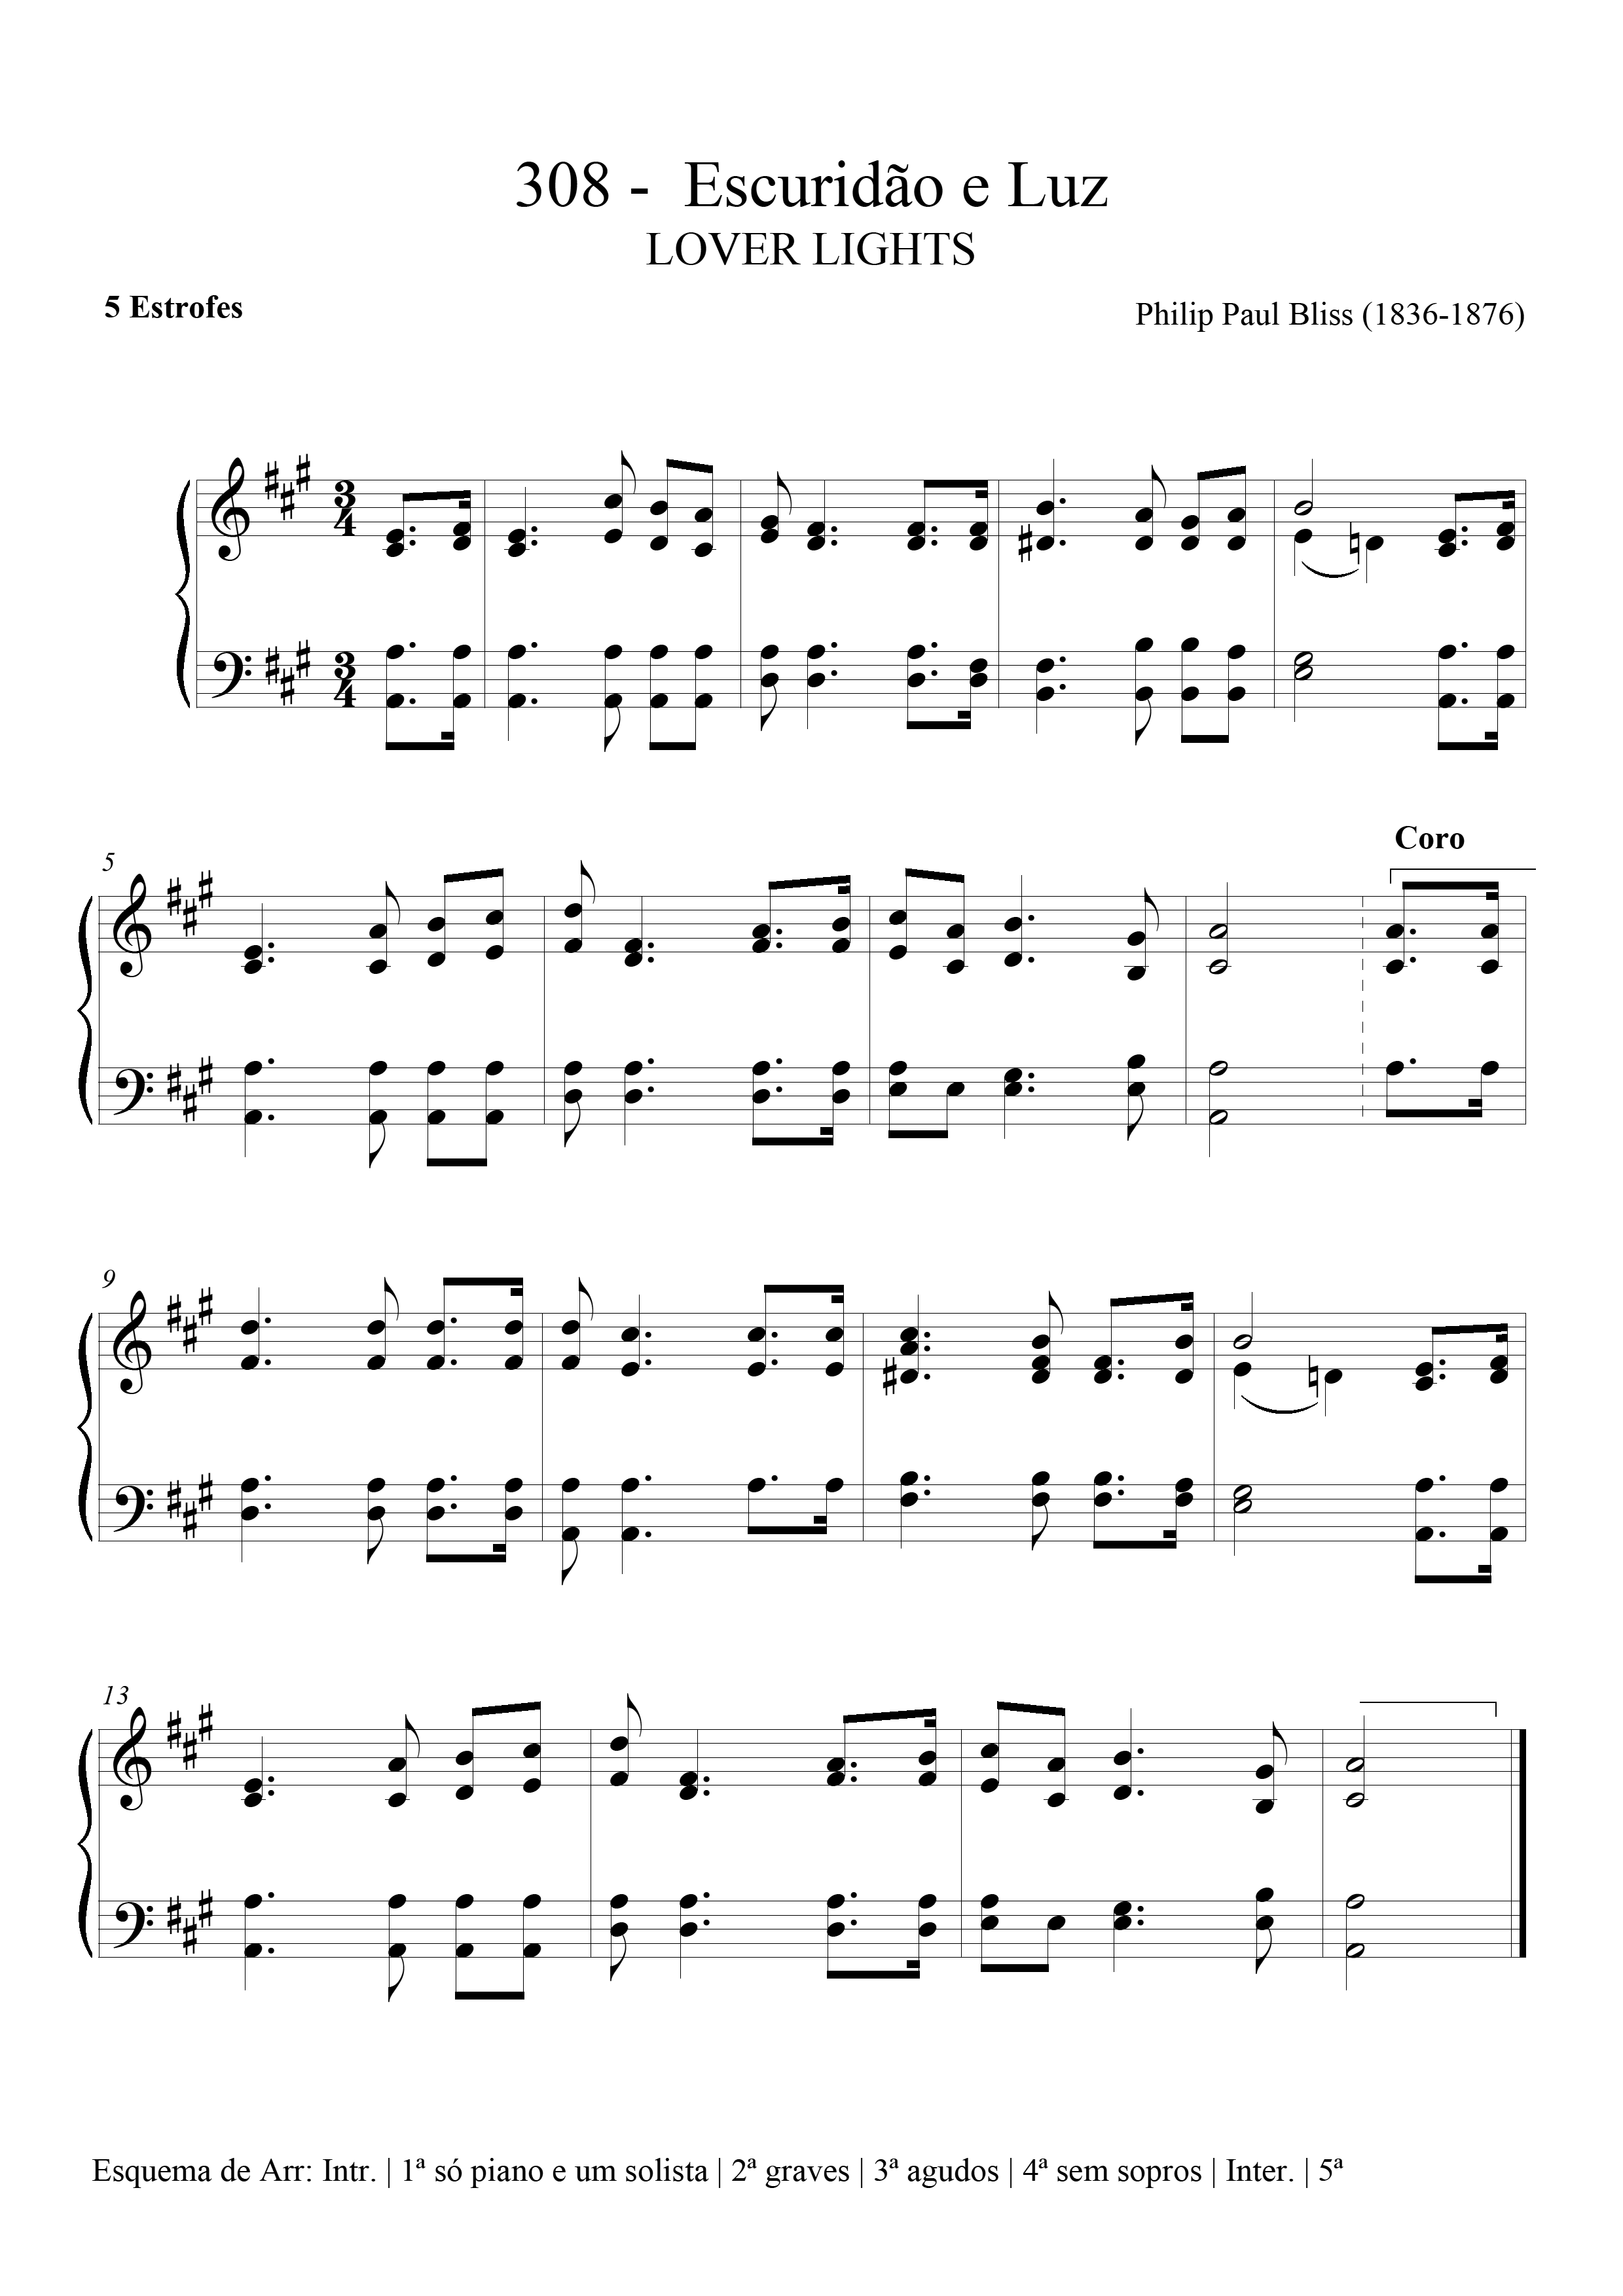 308 - Escuridão e Luz
LOVER LIGHTS
5 Estrofes
Philip Paul Bliss (1836-1876)
3
4
3
4
5
Coro
9
13
Esquema de Arr: Intr. | 1ª só piano e um solista | 2ª graves | 3ª agudos | 4ª sem sopros | Inter. | 5ª